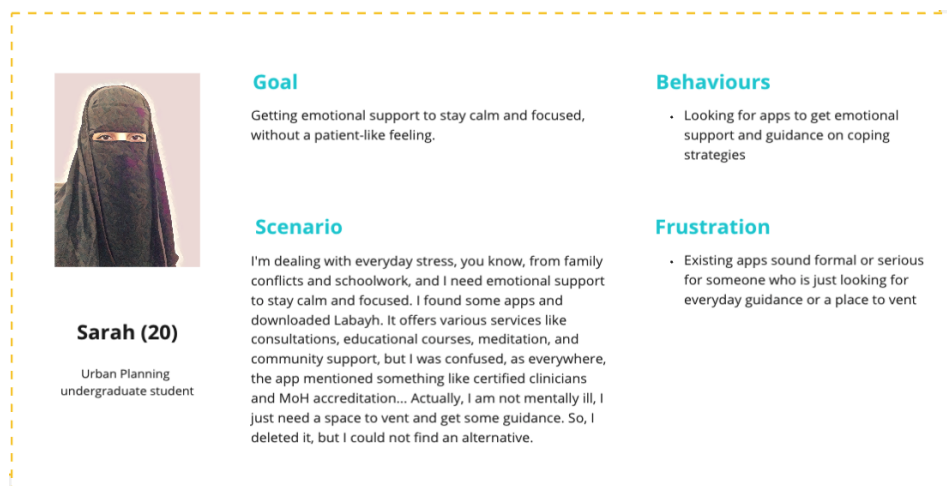 Goal
Getting emotional support to stay calm and focused,
without a patient-like feeling.
Behaviours
• Looking for apps to get emotional
support and guidance on coping
strategies
Scenario
I'm dealing with everyday stress, you know, from family
conflicts and schoolwork, and I need emotional support
to stay calm and focused. I found some apps and
downloaded Labayh. It offers various services like
consultations, educational courses, meditation, and
community support, but I was confused, as everywhere,
the app mentioned something like certified clinicians
and MoH accreditation... Actually, I am not mentally ill, I
just need a space to vent and get some guidance. So, I
deleted it, but I could not find an alternative.
Frustration
• Existing apps sound formal or serious
for someone who is just looking for
everyday guidance or a place to vent
Sarah (20)
Urban Planning
undergraduate student